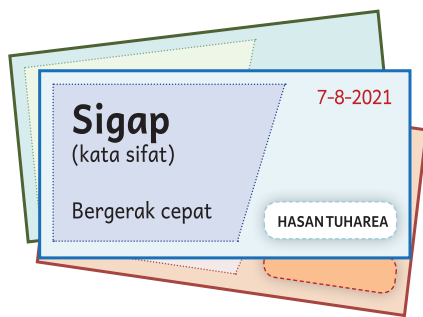 7-8-2021
Sigap
(kata sifat)
Bergerak cepat
HASAN TUHAREA